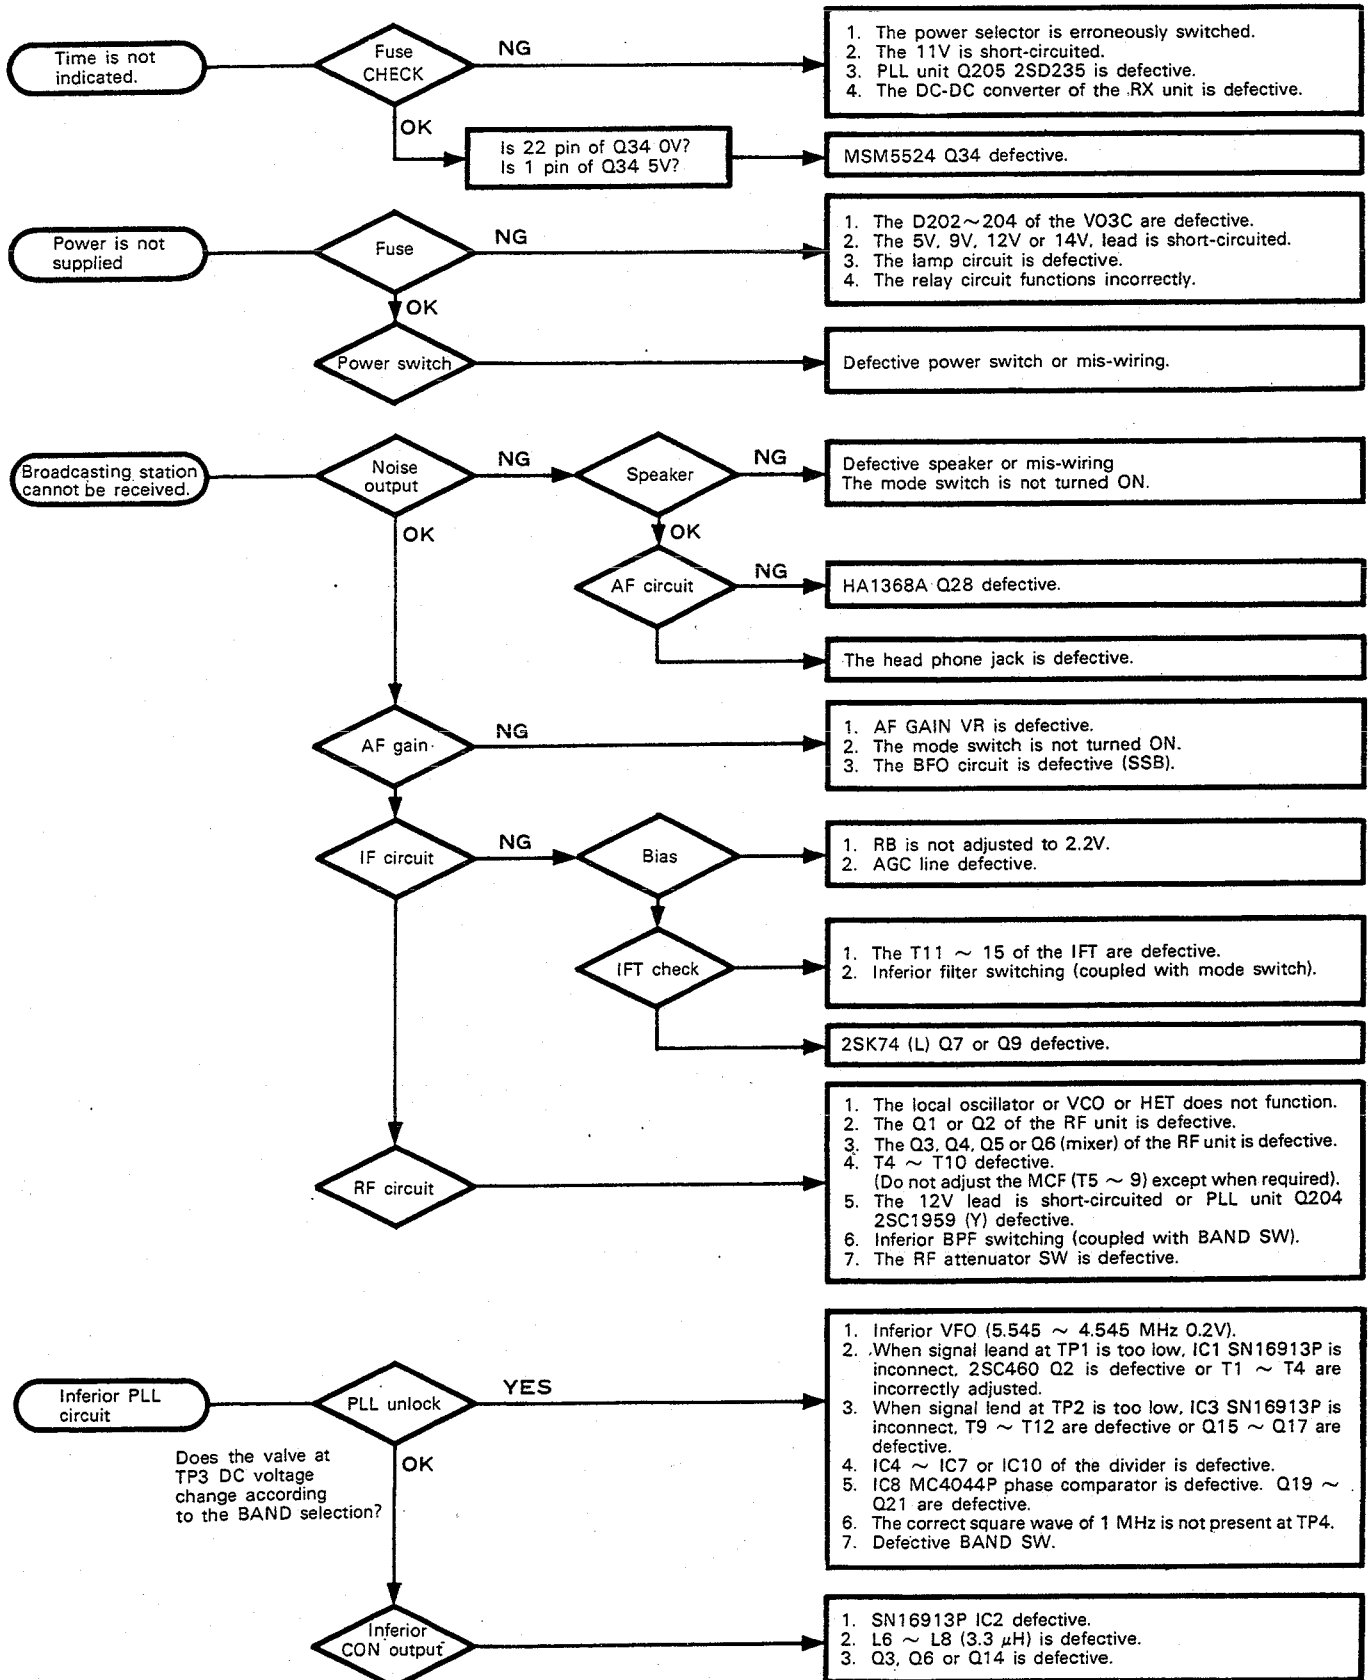 Time is not
indicated.
Fuse
CHECK
NG
1. The power selector is erroneously switched.
2. The 11V is short-circuited.
3. PLL unit Q205 2SD235 is defective.
4. The DC-DC converter of the RX unit is defective.
OK
Is 22 pin of Q34 0V?
Is 1 pin of Q34 5V?
MSM5524 Q34 defective.
Power is not
supplied
Fuse
NG
1. The D202~204 of the VO3C are defective.
2. The 5V, 9V, 12V or 14V, lead is short-circuited.
3. The lamp circuit is defective.
4. The relay circuit functions incorrectly.
OK
Power switch
Defective power switch or mis-wiring.
Broadcasting station
cannot be received.
Noise
output
NG
Speaker
NG
Defective speaker or mis-wiring
The mode switch is not turned ON.
OK
OK
AF circuit
NG
HA1368A Q28 defective.
The head phone jack is defective.
AF gain
NG
1. AF GAIN VR is defective.
2. The mode switch is not turned ON.
3. The BFO circuit is defective (SSB).
IF circuit
NG
Bias
1. RB is not adjusted to 2.2V.
2. AGC line defective.
IFT check
1. The T11 ~ 15 of the IFT are defective.
2. Inferior filter switching (coupled with mode switch).
2SK74 (L) Q7 or Q9 defective.
RF circuit
1. The local oscillator or VCO or HET does not function.
2. The Q1 or Q2 of the RF unit is defective.
3. The Q3, Q4, Q5 or Q6 (mixer) of the RF unit is defective.
4. T4 ~ T10 defective.
(Do not adjust the MCF (T5 ~ 9) except when required).
5. The 12V lead is short-circuited or PLL unit Q204
2SC1959 (Y) defective.
6. Inferior BPF switching (coupled with BAND SW).
7. The RF attenuator SW is defective.
Inferior PLL
circuit
PLL unlock
YES
1. Inferior VFO (5.545 ~ 4.545 MHz 0.2V).
2. When signal leand at TP1 is too low, IC1 SN16913P is
inconnect, 2SC460 Q2 is defective or T1 ~ T4 are
incorrectly adjusted.
3. When signal lend at TP2 is too low, IC3 SN16913P is
inconnect, T9 ~ T12 are defective or Q15 ~ Q17 are
defective.
4. IC4 ~ IC7 or IC10 of the divider is defective.
5. IC8 MC4044P phase comparator is defective. Q19 ~
Q21 are defective.
6. The correct square wave of 1 MHz is not present at TP4.
7. Defective BAND SW.
Does the valve at
TP3 DC voltage
change according
to the BAND selection?
OK
Inferior
CON output
1. SN16913P IC2 defective.
2. L6 ~ L8 (3.3 μH) is defective.
3. Q3, Q6 or Q14 is defective.